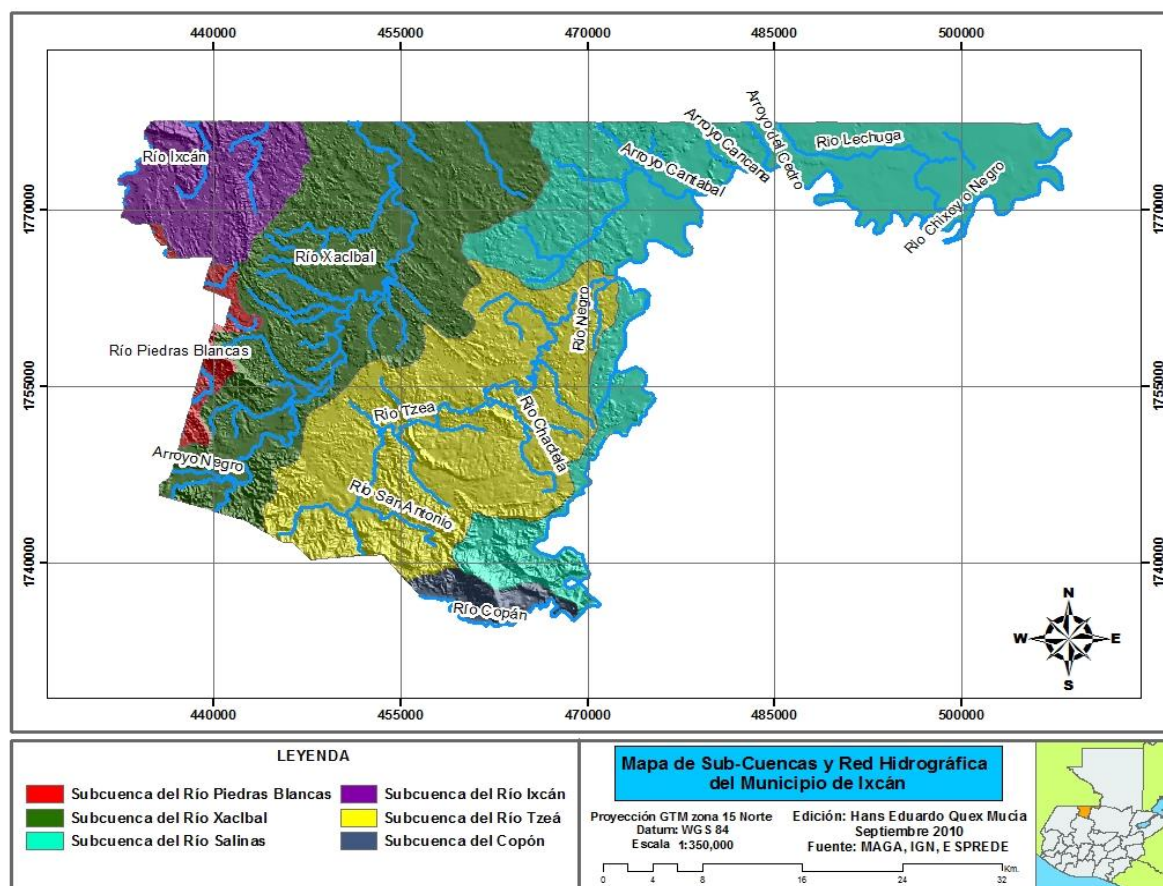 440000 455000 470000 485000 500000
Río Ixcán
Arroyo Cantabal
Arroyo Cancana
Arroyo del Cedro
Rio Lechuga
Rio Chixoy o Negro
1770000
1770000
Río Xaclbal
Río Negro
Río Piedras Blancas
1755000
1755000
Río Tzea
Río Chactela
Arroyo Negro
Río San Antonio
1740000
1740000
Río Copán
N
W E
S
440000 455000 470000 485000 500000
LEYENDA
Subcuenca del Río Piedras Blancas
Subcuenca del Río Ixcán
Subcuenca del Río Xaclbal
Subcuenca del Río Tzeá
Subcuenca del Río Salinas
Subcuenca del Copón
Mapa de Sub-Cuencas y Red Hidrográfica
del Municipio de Ixcán
Proyección GTM zona 15 Norte
Datum: WGS 84
Escala 1:350,000
Edición: Hans Eduardo Quex Mucía
Septiembre 2010
Fuente: MAGA, IGN, ESPREDE
0 2 4 8 16 24 32 Km.